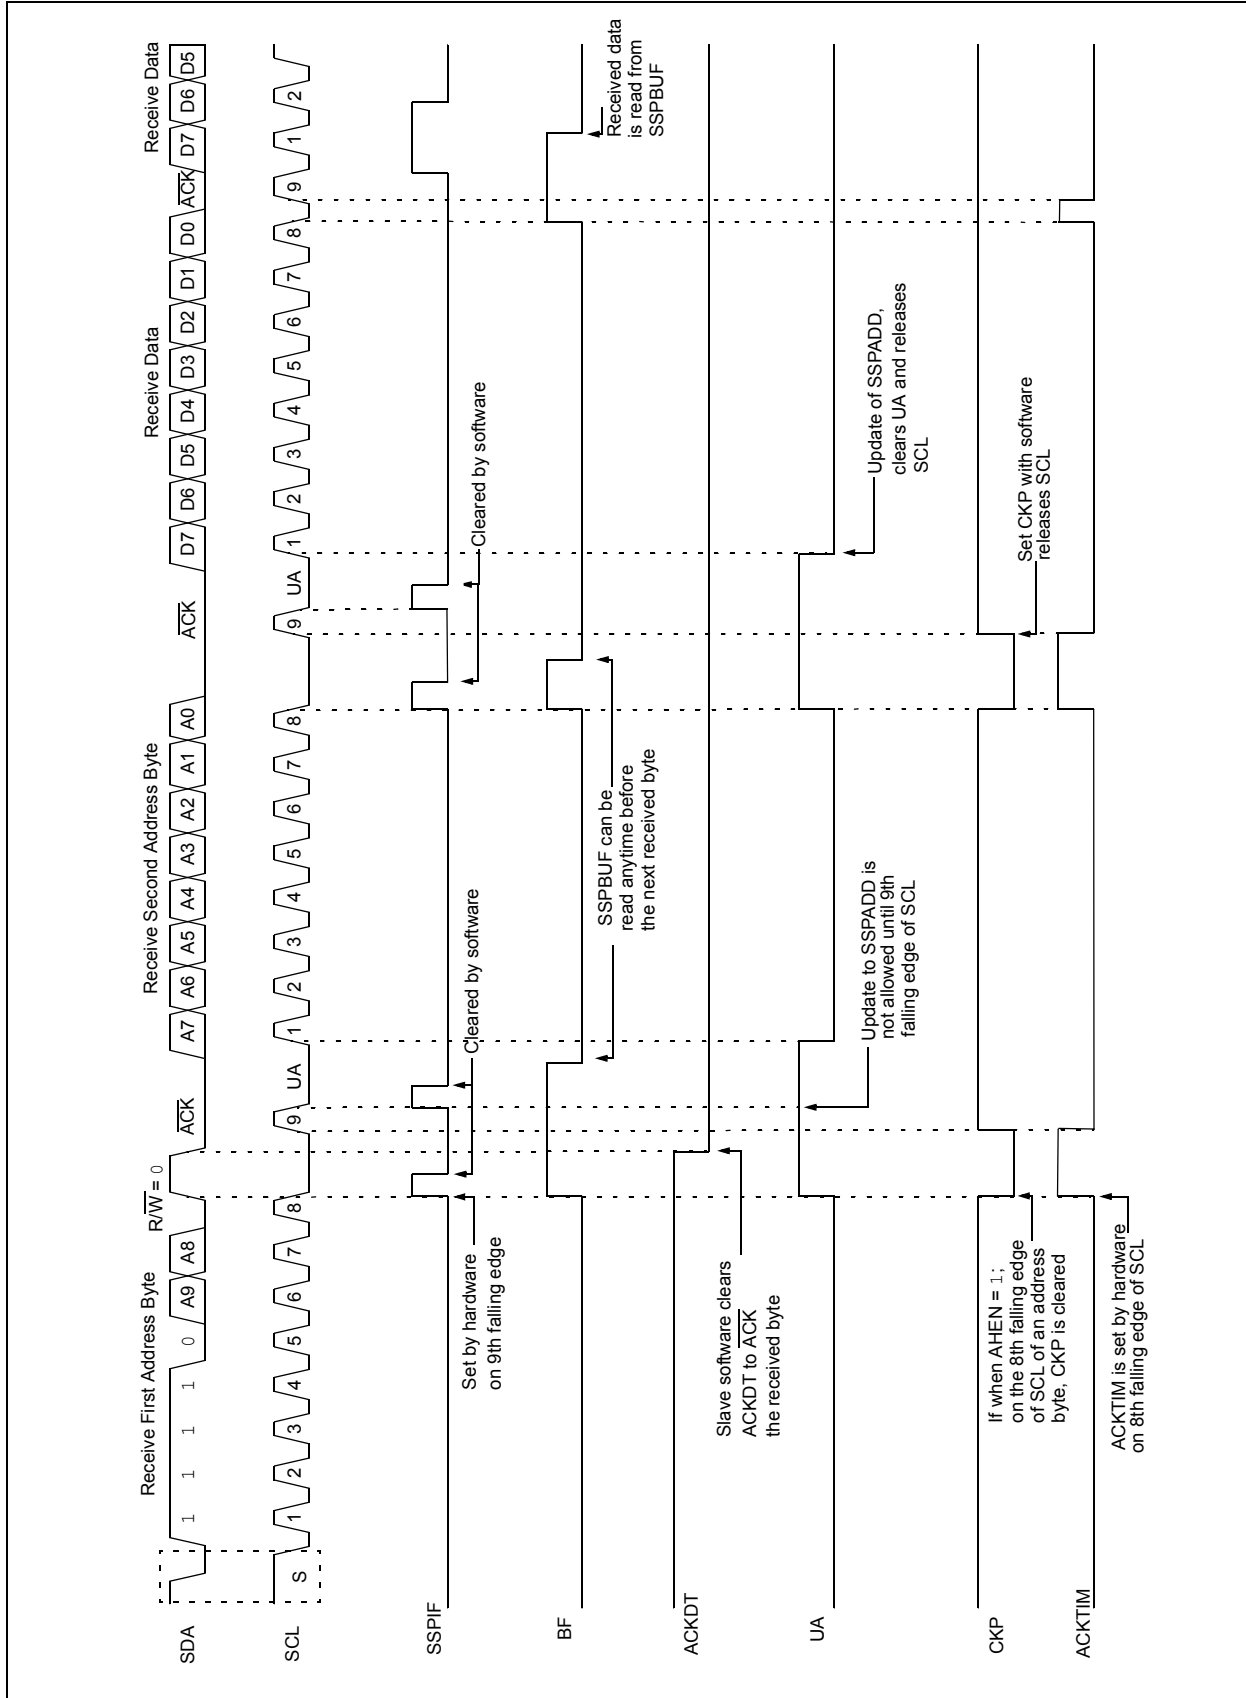 Receive First Address Byte
R/W = 0
Receive Second Address Byte
Receive Data
Receive Data
SDA
1 1 1 1 0 A9 A8
ACK
A7 A6 A5 A4 A3 A2 A1 A0
ACK
D7 D6 D5 D4 D3 D2 D1 D0
ACK
D7 D6 D5
SCL
S
1 2 3 4 5 6 7 8
9
UA
1 2 3 4 5 6 7 8
9
UA
1 2 3 4 5 6 7 8
9
1 2
SSPIF
Set by hardware
on 9th falling edge
Cleared by software
Cleared by software
BF
SSPBUF can be
read anytime before
the next received byte
Received data
is read from
SSPBUF
ACKDT
Slave software clears
ACKDT to ACK
the received byte
UA
Update to SSPADD is
not allowed until 9th
falling edge of SCL
Update of SSPADD,
clears UA and releases
SCL
CKP
If when AHEN = 1;
on the 8th falling edge
of SCL of an address
byte, CKP is cleared
Set CKP with software
releases SCL
ACKTIM
ACKTIM is set by hardware
on 8th falling edge of SCL